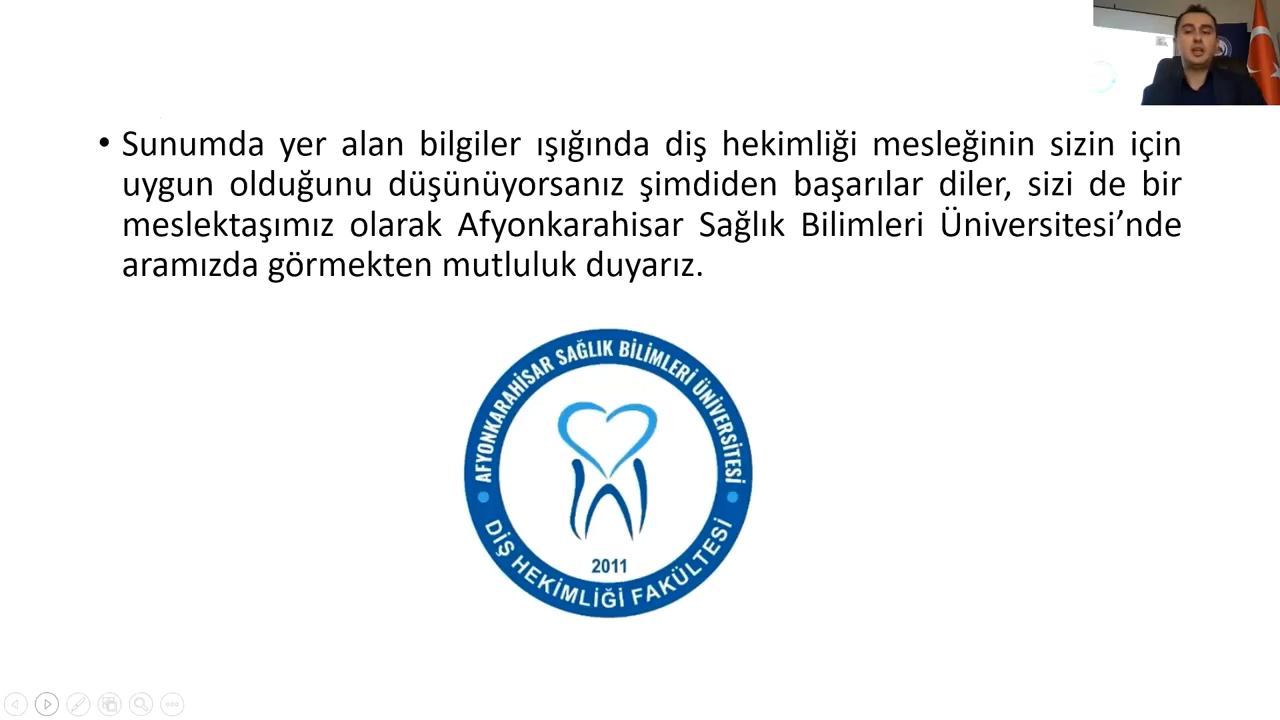 • Sunumda yer alan bilgiler ışığında diş hekimliği mesleğinin sizin için
uygun olduğunu düşünüyorsanız şimdiden başarılar diler, sizi de bir
meslektaşımız olarak Afyonkarahisar Sağlık Bilimleri Üniversitesi’nde
aramızda görmekten mutluluk duyarız.
AFYONKARAHİSAR SAĞLIK BİLİMLERİ ÜNİVERSİTESİ
2011
DİŞ HEKİMLİĞİ FAKÜLTESİ